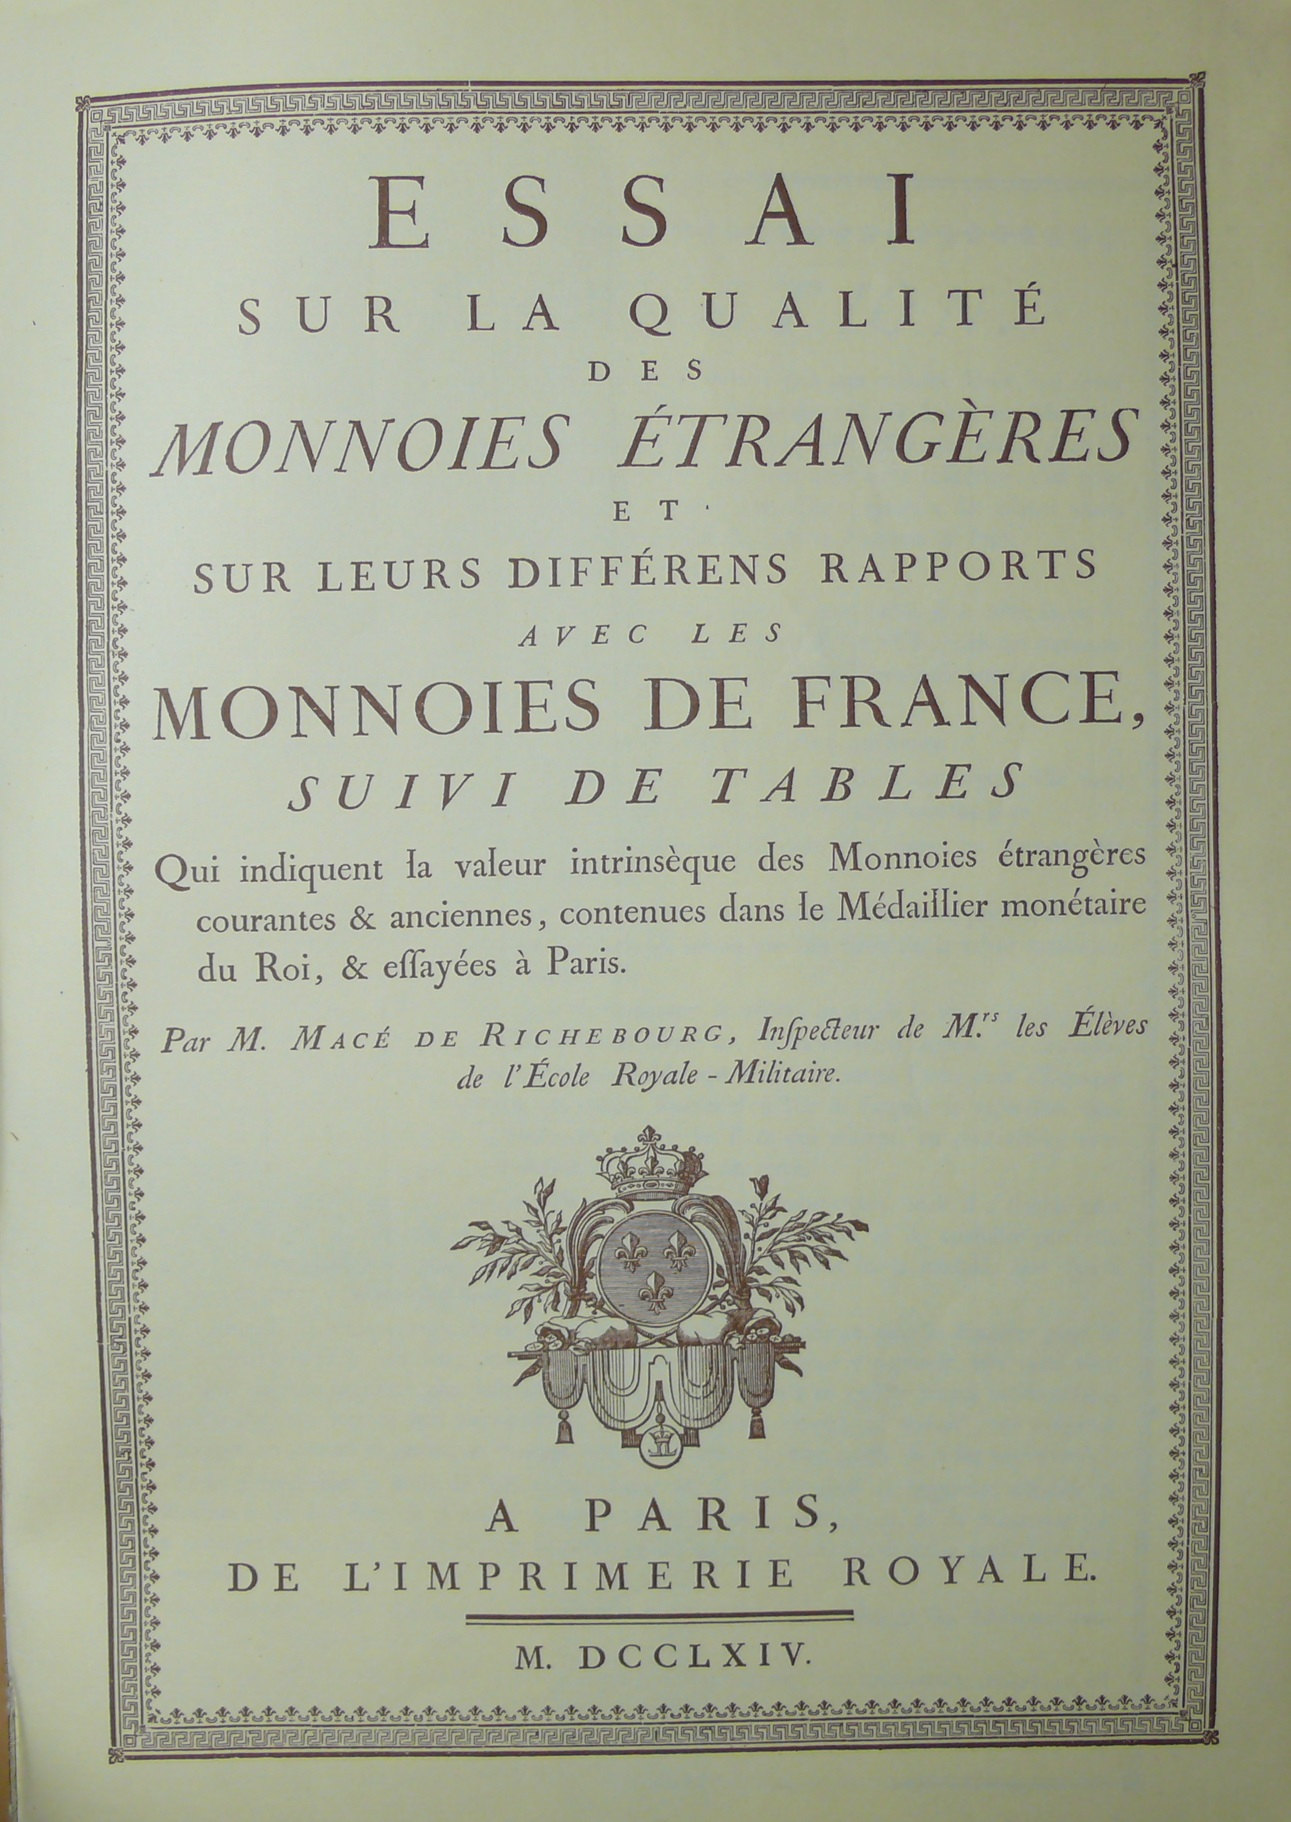 ESSAI
SUR LA QUALITÉ
DES
MONNOIES ÉTRANGÈRES
ET
SUR LEURS DIFFÉRENS RAPPORTS
AVEC LES
MONNOIES DE FRANCE,
SUIVI DE TABLES
Qui indiquent la valeur intrinsèque des Monnoies étrangères
courantes & anciennes, contenues dans le Médaillier monétaire
du Roi, & eſſayées à Paris.
Par M. MACÉ DE RICHEBOURG, Inſpecteur de M.rs les Élèves
de l'École Royale-Militaire.
A PARIS,
DE L'IMPRIMERIE ROYALE.
M. DCCLXIV.